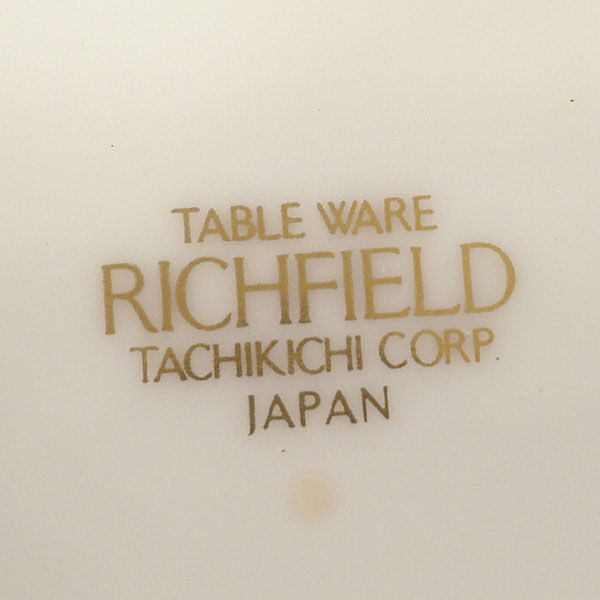 TABLE WARE
RICHFIELD
TACHIKICHI CORP.
JAPAN